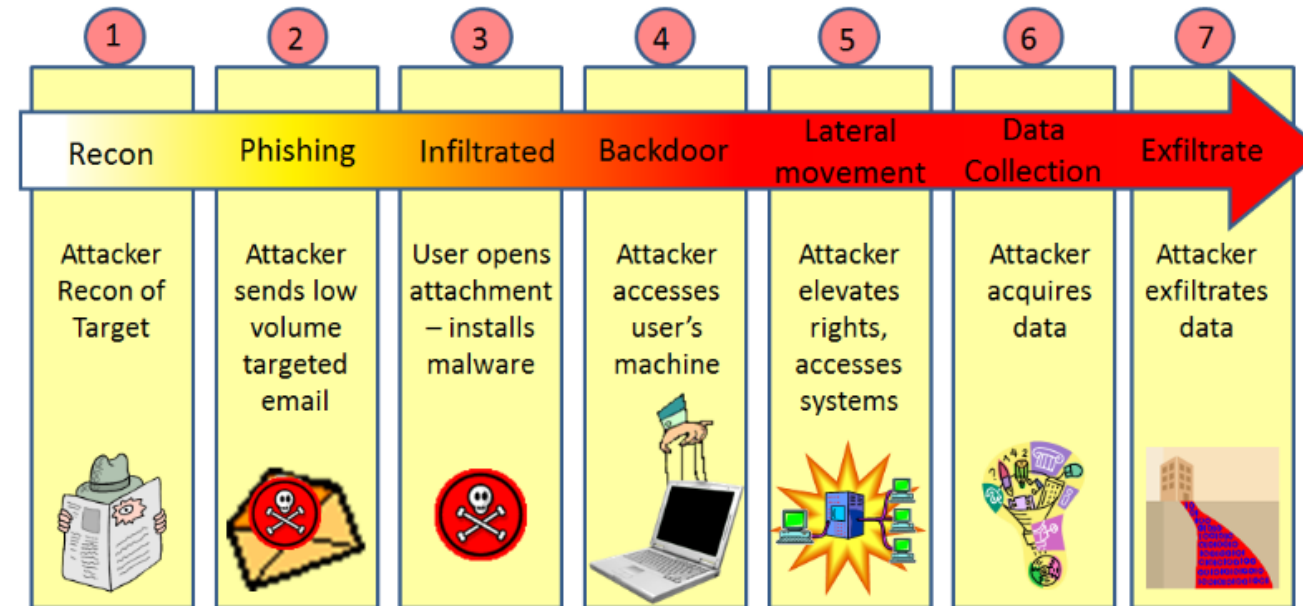 1
2
3
4
5
6
7
Recon
Phishing
Infiltrated
Backdoor
Lateral
movement
Data
Collection
Exfiltrate
Attacker
Recon of
Target
Attacker
sends low
volume
targeted
email
User opens
attachment
– installs
malware
Attacker
accesses
user's
machine
Attacker
elevates
rights,
accesses
systems
Attacker
acquires
data
Attacker
exfiltrates
data